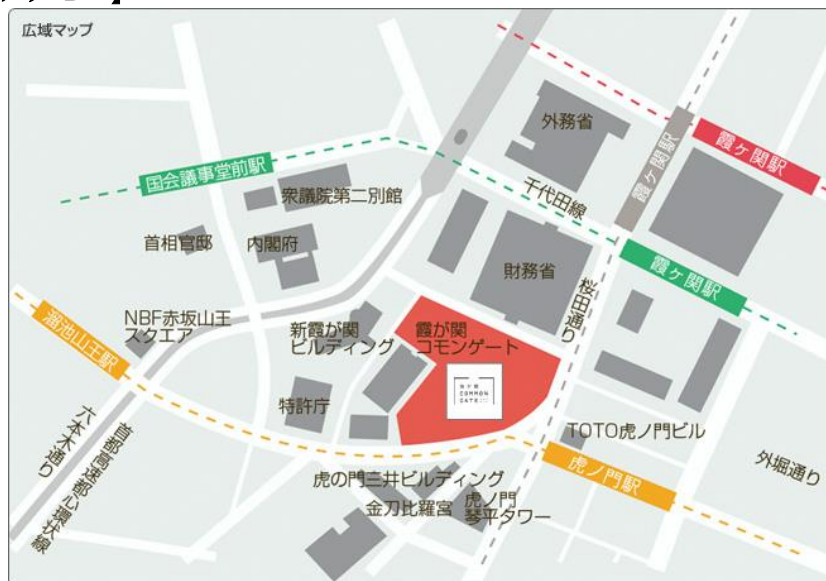 広域マップ
外務省
霞ヶ関駅
霞ヶ関駅
国会議事堂前駅
衆議院第二別館
千代田線
首相官邸
内閣府
財務省
霞ヶ関駅
桜田通り
溜池山王駅
NBF赤坂山王
スクエア
新霞が関
ビルディング
霞が関
コモンゲート
霞が関
COMMON
GATE
特許庁
TOTO虎ノ門ビル
六本木通り
首都高速都心環状線
虎の門三井ビルディング
金刀比羅宮
虎ノ門
琴平タワー
虎ノ門駅
外堀通り